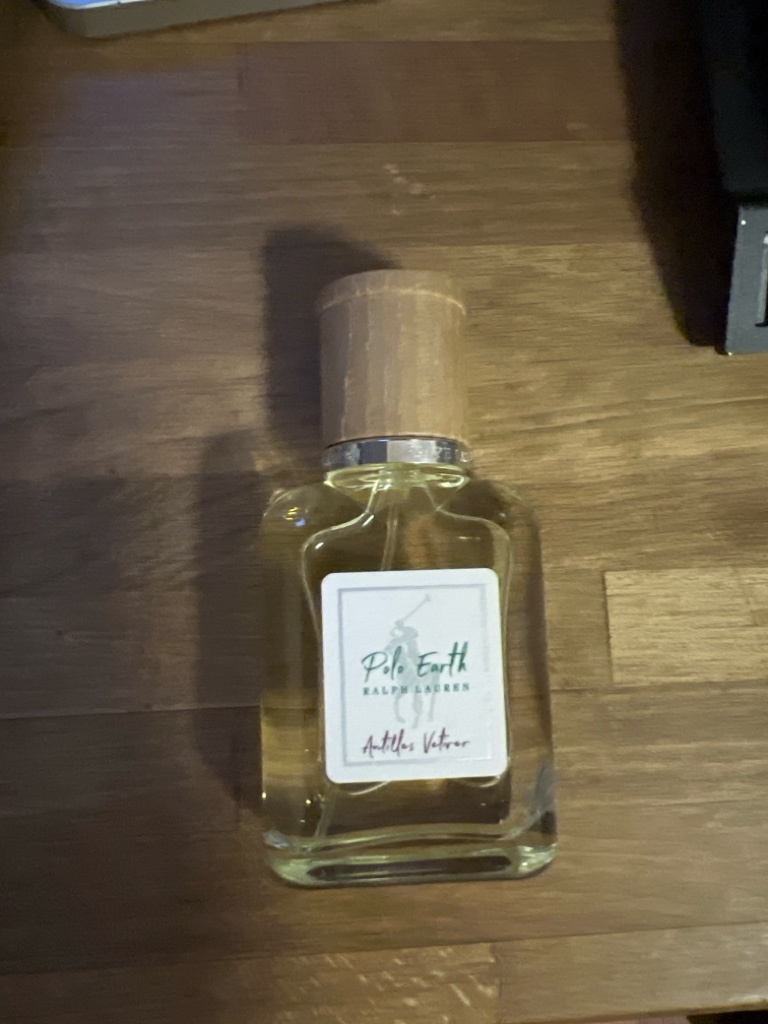 Polo Earth
RALPH LAUREN
Antilles Vetiver